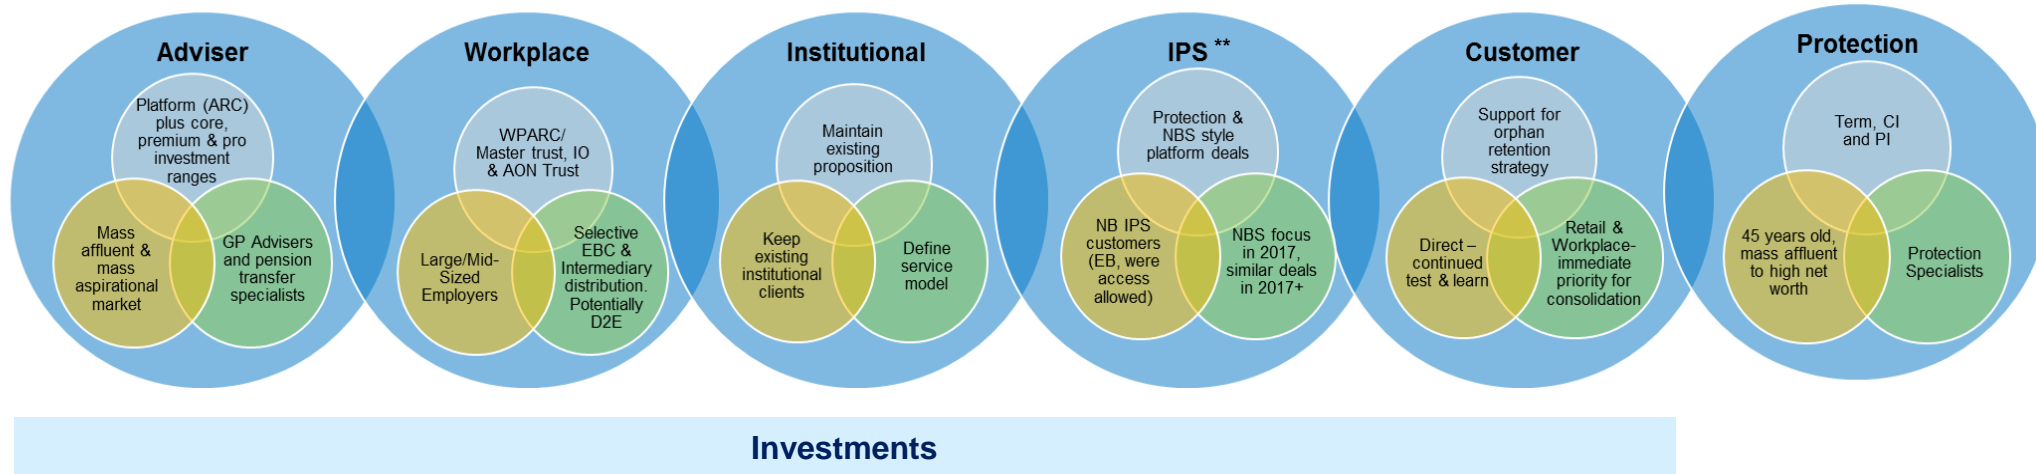 Adviser
Platform (ARC)
plus core,
premium & pro
investment
ranges
Mass
affluent &
mass
aspirational
market
GP Advisers
and pension
transfer
specialists
Workplace
WPARC/
Master trust, IO
& AON Trust
Large/Mid-
Sized
Employers
Selective
EBC &
Intermediary
distribution.
Potentially
D2E
Institutional
Maintain
existing
proposition
Keep
existing
institutional
clients
Define
service
model
IPS **
Protection &
NBS style
platform deals
NB IPS
customers
(EB, were
access
allowed)
NBS focus
in 2017,
similar deals
in 2017+
Customer
Support for
orphan
retention
strategy
Direct –
continued
test & learn
Retail &
Workplace-
immediate
priority for
consolidation
Protection
Term, CI
and PI
45 years old,
mass affluent
to high net
worth
Protection
Specialists
Investments